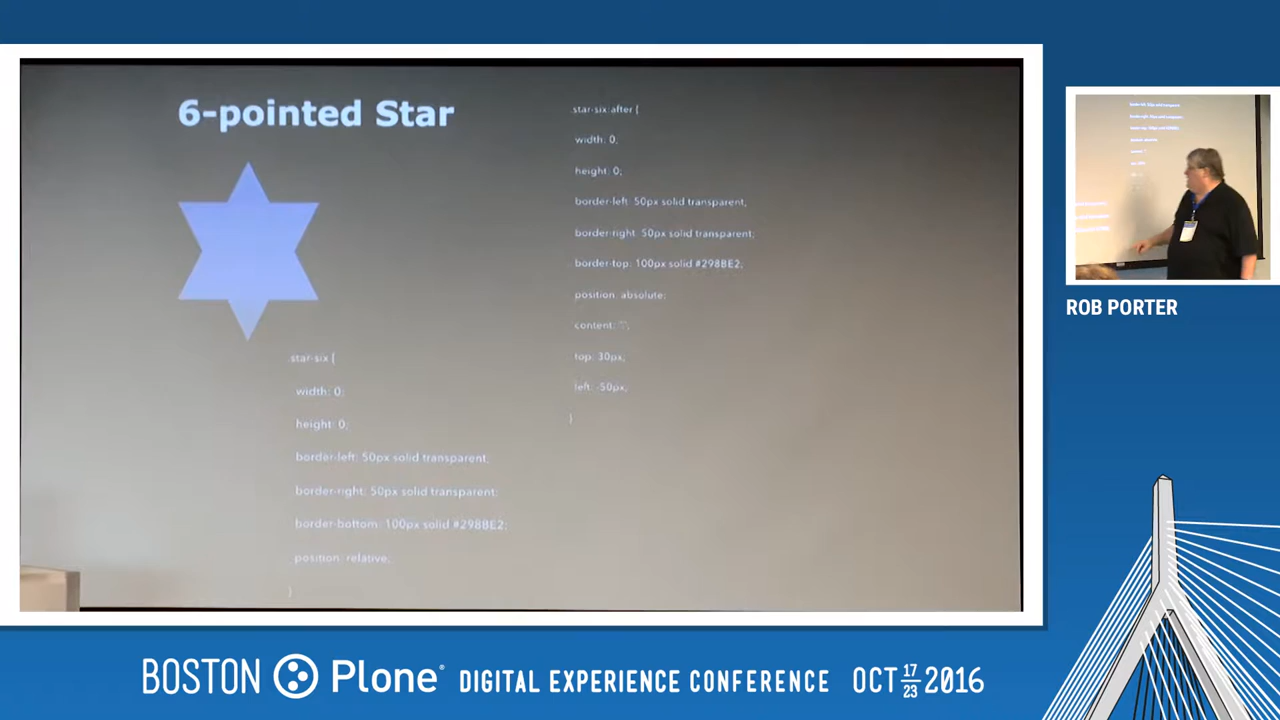 6-pointed Star
.star-six {
width: 0;
height: 0;
border-left: 50px solid transparent;
border-right: 50px solid transparent;
border-bottom: 100px solid #298BE2;
position: relative;
}
.star-six:after {
width: 0;
height: 0;
border-left: 50px solid transparent;
border-right: 50px solid transparent;
border-top: 100px solid #298BE2;
position: absolute;
content: "";
top: 30px;
left: -50px;
}
ROB PORTER
BOSTON Plone® DIGITAL EXPERIENCE CONFERENCE OCT 17 23 2016